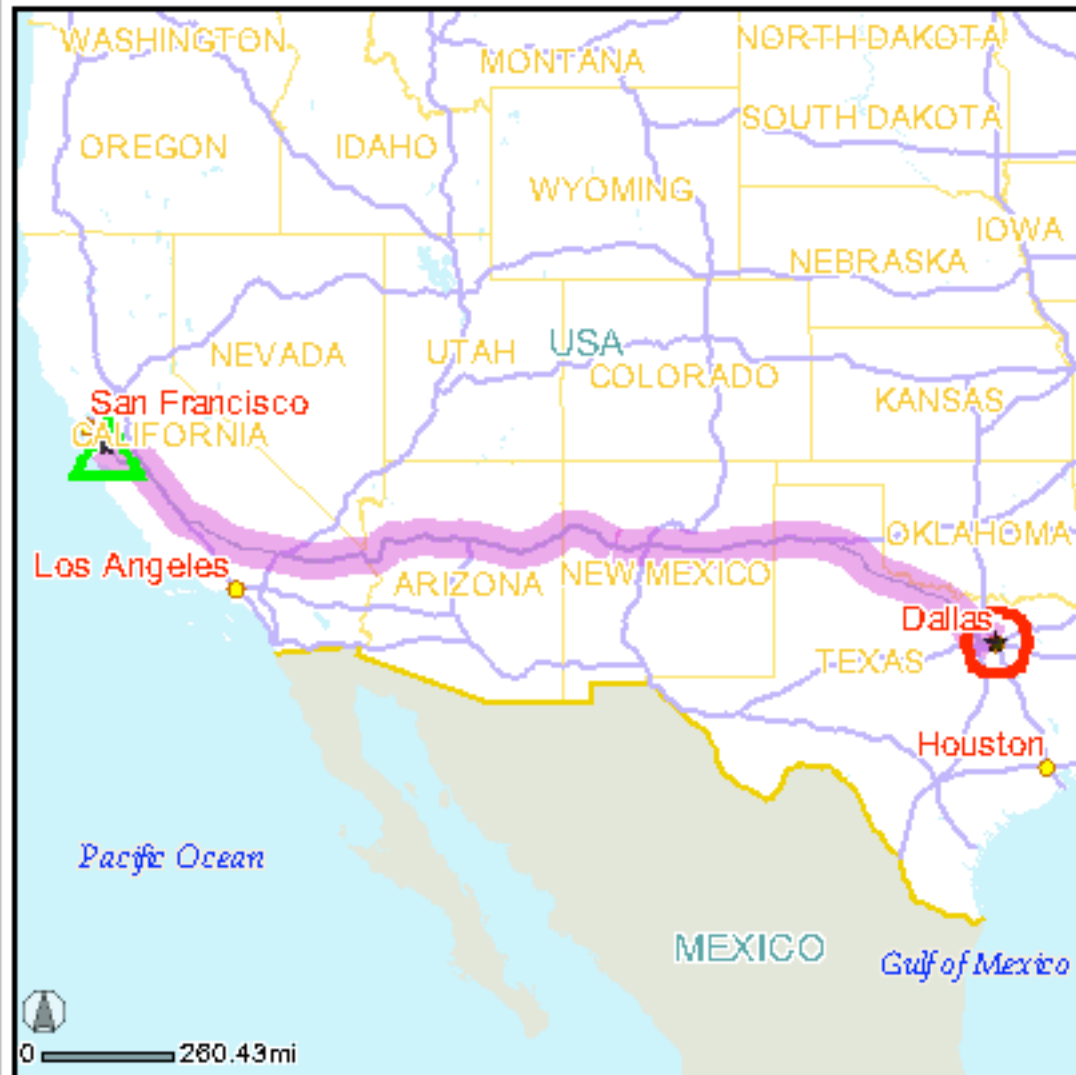 WASHINGTON
NORTH DAKOTA
MONTANA
SOUTH DAKOTA
OREGON
IDAHO
WYOMING
IOWA
NEBRASKA
NEVADA
UTAH
USA
COLORADO
KANSAS
San Francisco
CALIFORNIA
OKLAHOMA
Los Angeles
ARIZONA
NEW MEXICO
Dallas
TEXAS
Houston
Pacific Ocean
MEXICO
Gulf of Mexico
0 260.43mi